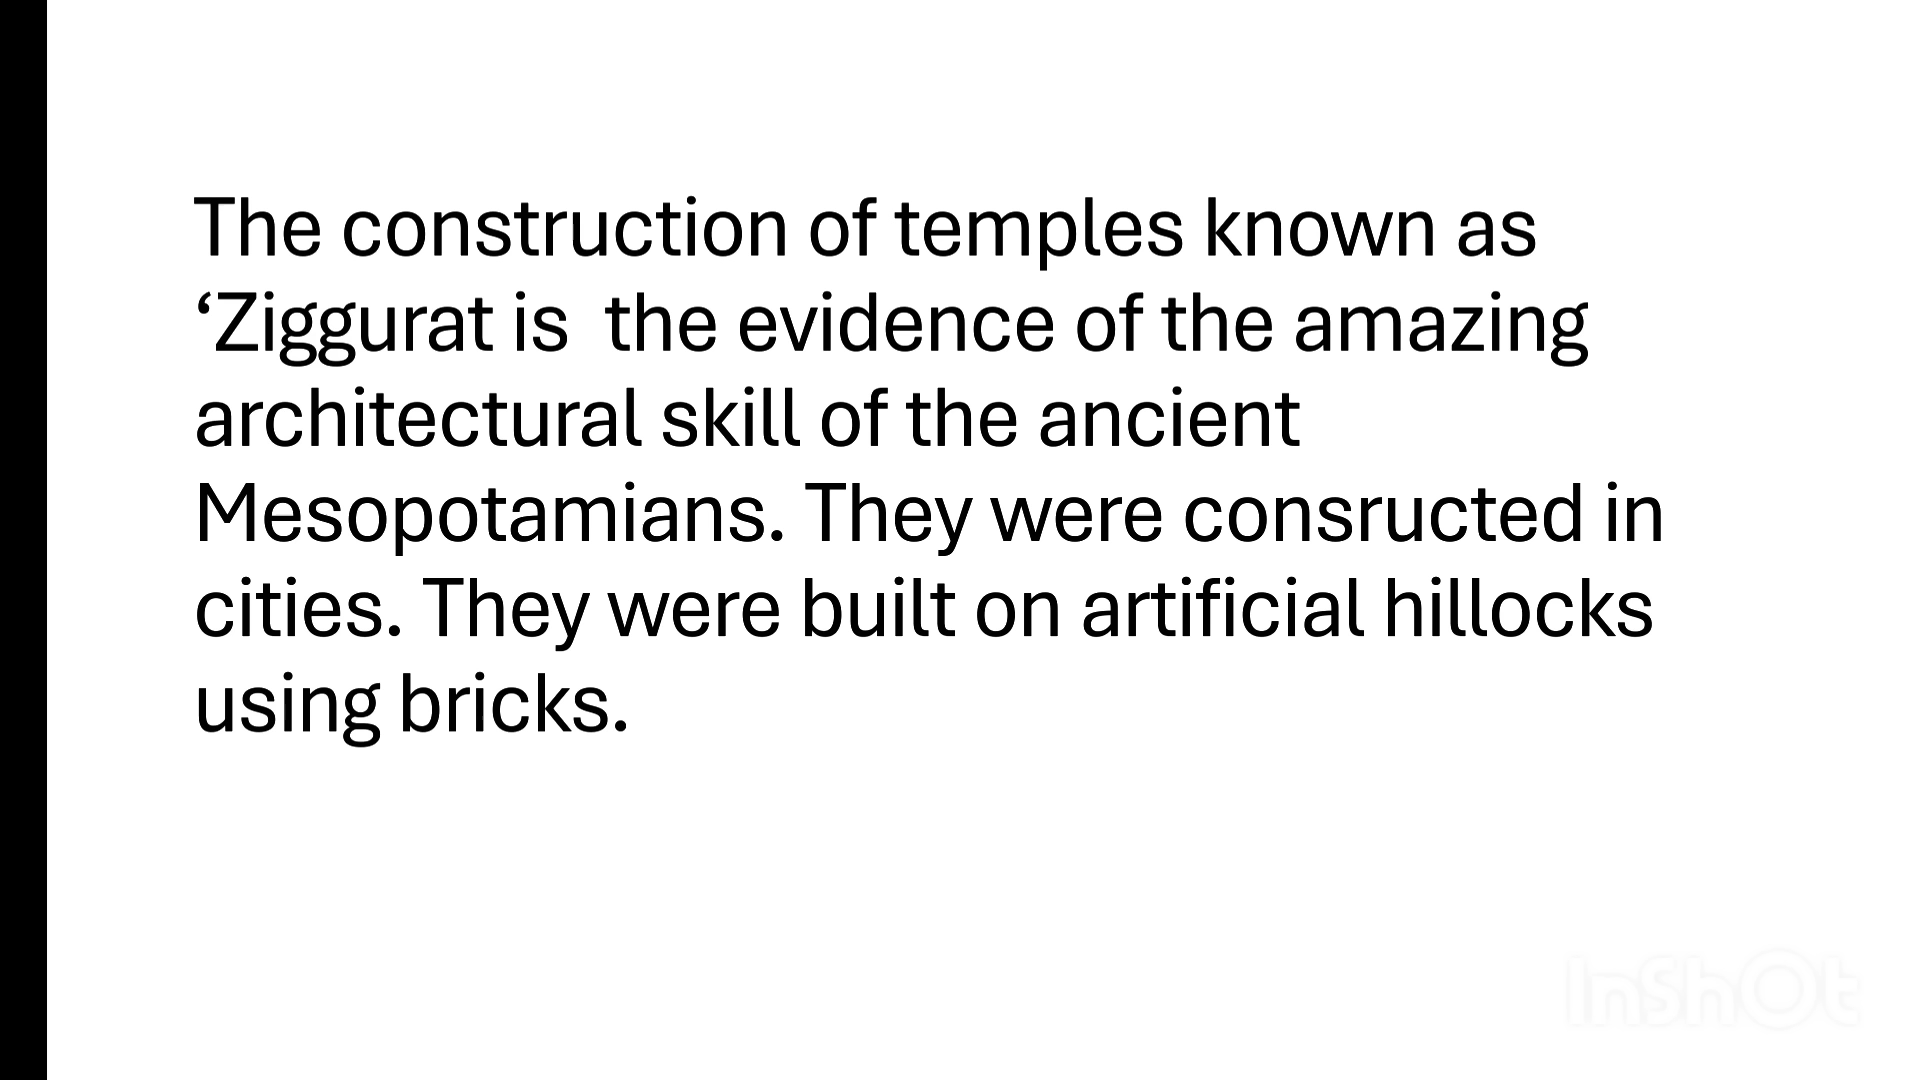 The construction of temples known as
‘Ziggurat is  the evidence of the amazing
architectural skill of the ancient
Mesopotamians. They were consructed in
cities. They were built on artificial hillocks
using bricks.
InShOt